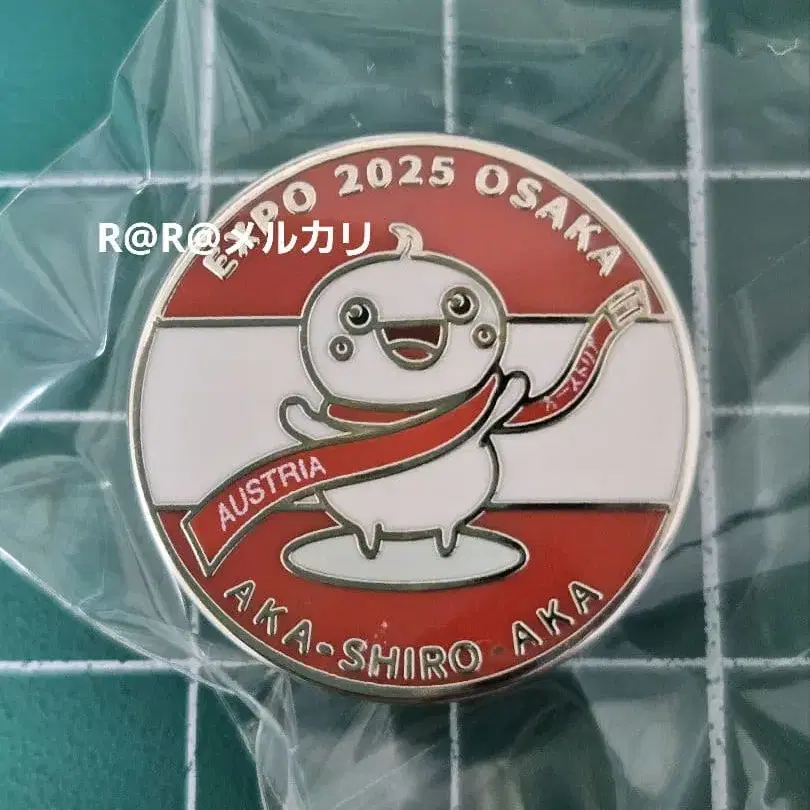 EXPO 2025 OSAKA
R@R@メルカリ
AUSTRIA
AKA-SHIRO-AKA